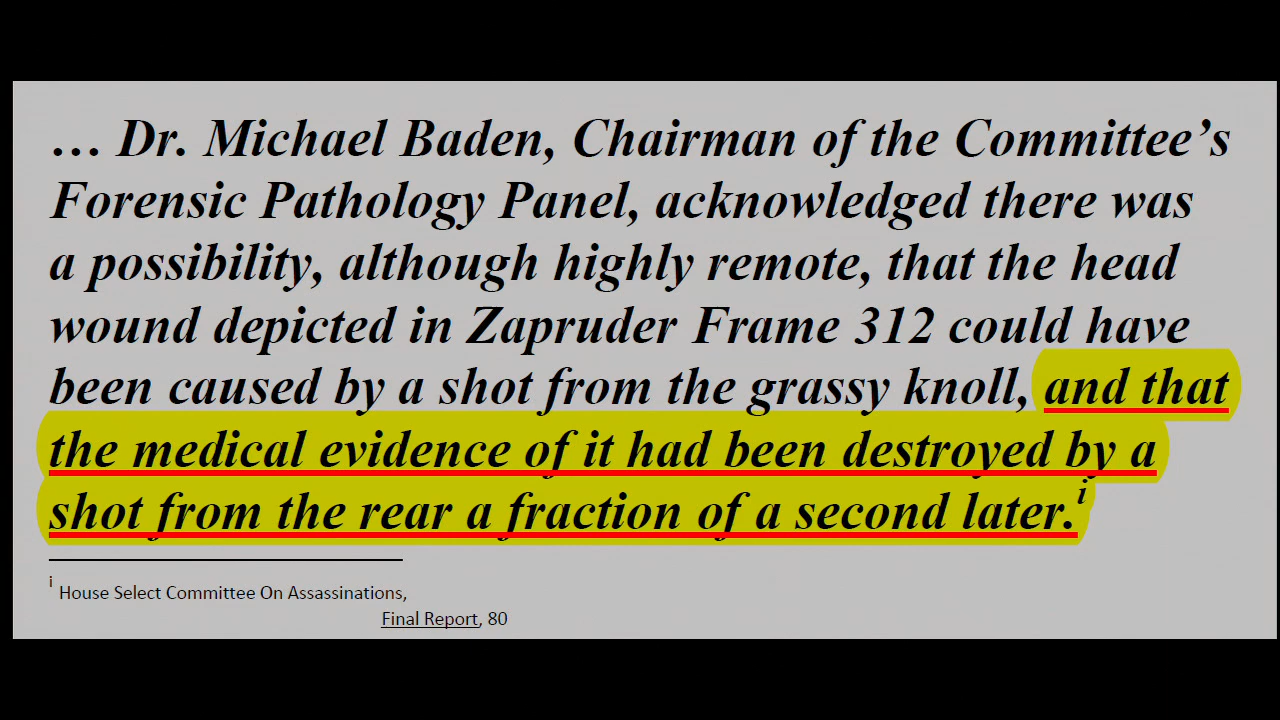 … Dr. Michael Baden, Chairman of the Committee’s
Forensic Pathology Panel, acknowledged there was
a possibility, although highly remote, that the head
wound depicted in Zapruder Frame 312 could have
been caused by a shot from the grassy knoll, and that
the medical evidence of it had been destroyed by a
shot from the rear a fraction of a second later.i
i House Select Committee On Assassinations,
Final Report, 80